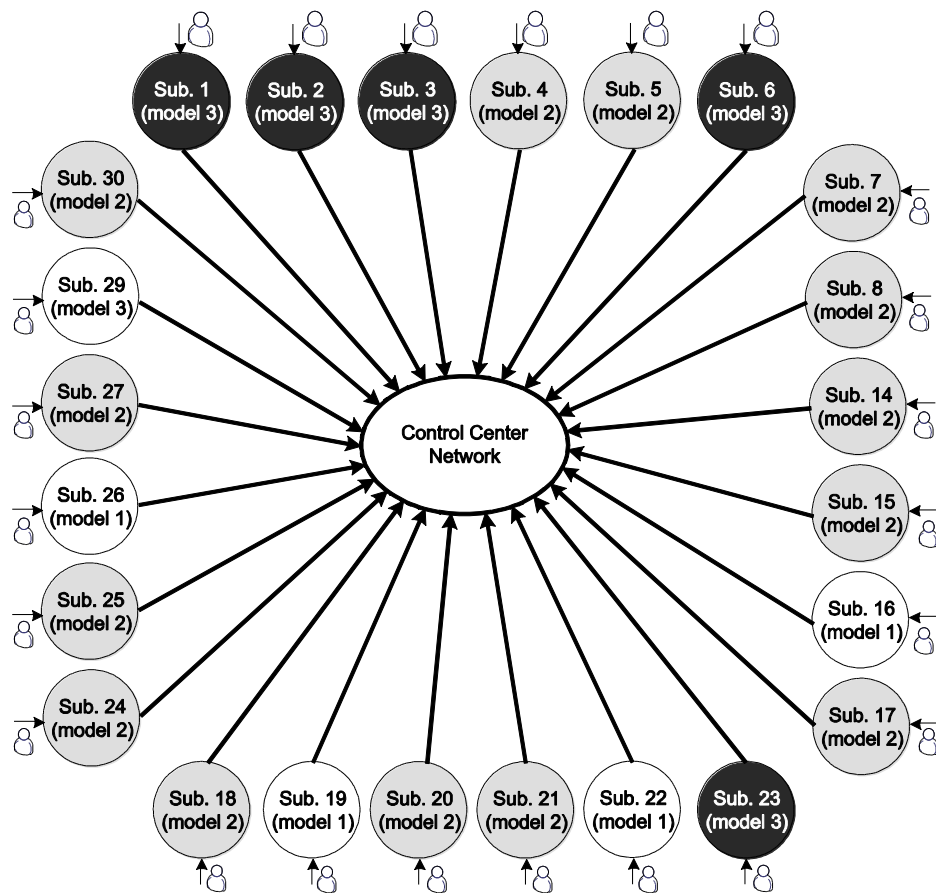 Sub. 1
(model 3)
Sub. 2
(model 3)
Sub. 3
(model 3)
Sub. 4
(model 2)
Sub. 5
(model 2)
Sub. 6
(model 3)
Sub. 30
(model 2)
Sub. 7
(model 2)
Sub. 29
(model 3)
Sub. 8
(model 2)
Sub. 27
(model 2)
Sub. 14
(model 2)
Control Center
Network
Sub. 26
(model 1)
Sub. 15
(model 2)
Sub. 25
(model 2)
Sub. 16
(model 1)
Sub. 24
(model 2)
Sub. 17
(model 2)
Sub. 18
(model 2)
Sub. 19
(model 1)
Sub. 20
(model 2)
Sub. 21
(model 2)
Sub. 22
(model 1)
Sub. 23
(model 3)